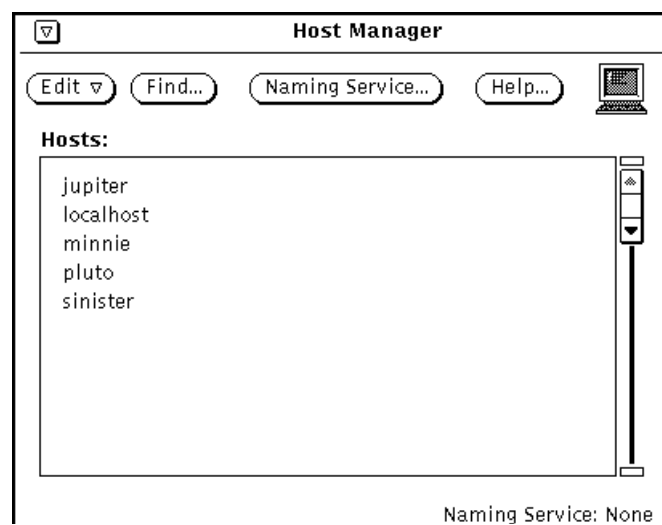 Host Manager
Edit Find... Naming Service... Help...
Hosts:
jupiter
localhost
minnie
pluto
sinister
Naming Service: None